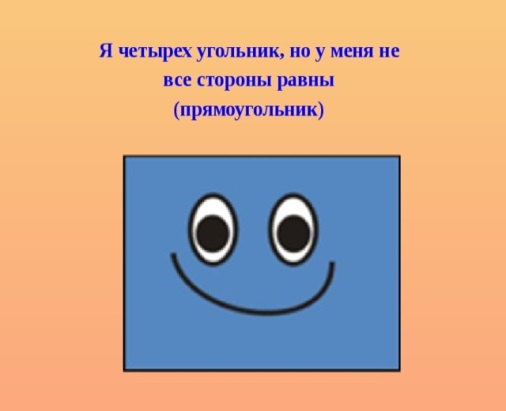 Я четырех угольник, но у меня не
все стороны равны
(прямоугольник)